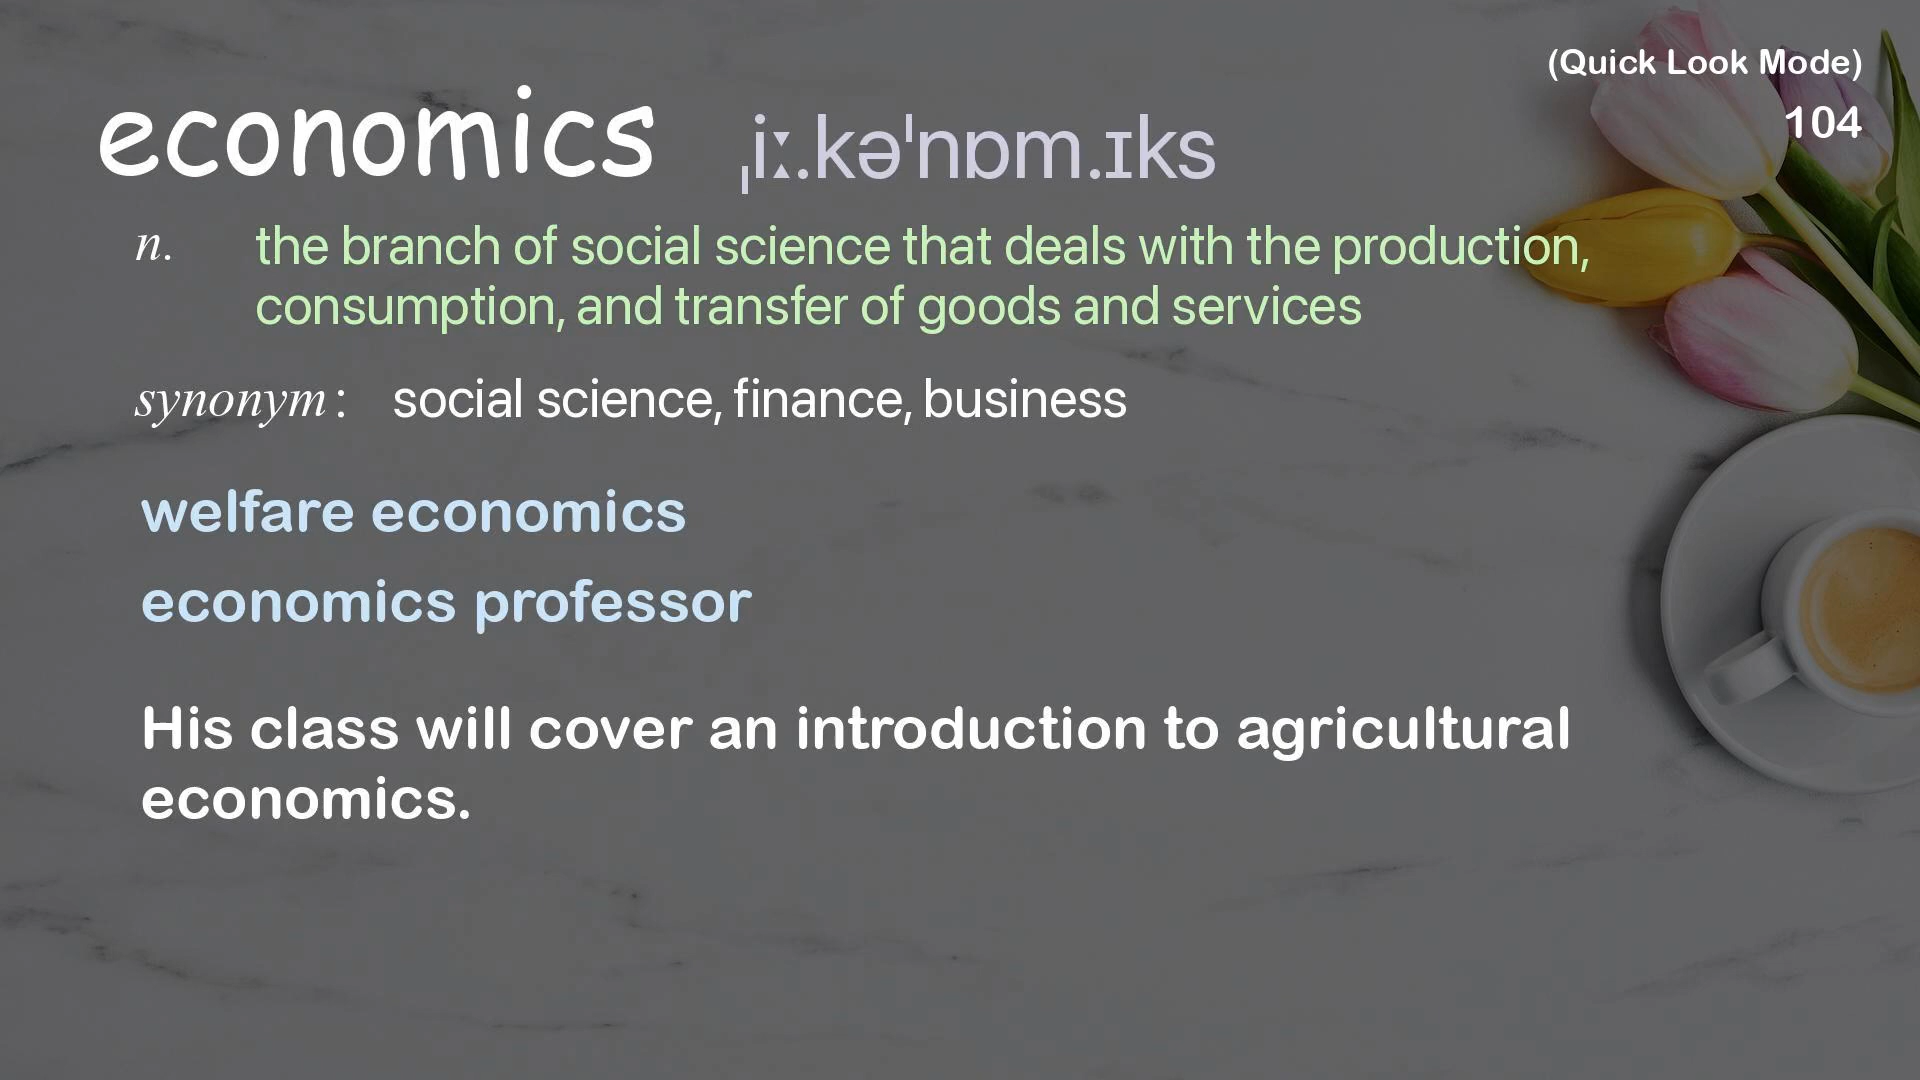 (Quick Look Mode)
104
economics ˌiː.kəˈnɒm.ɪks
n. the branch of social science that deals with the production,
consumption, and transfer of goods and services
synonym: social science, finance, business
welfare economics
economics professor
His class will cover an introduction to agricultural
economics.